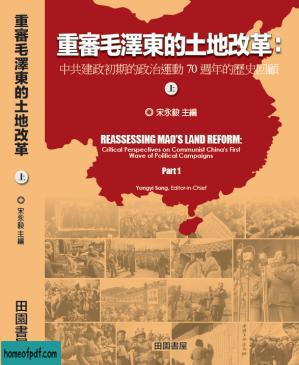 重審毛澤東的土地改革
上
◎宋永毅 主編
田園書屋
重審毛澤東的土地改革:
中共建政初期的政治運動 70 週年的歷史回顧
上
◎ 宋永毅 主編
REASSESSING MAO'S LAND REFORM:
Critical Perspectives on Communist China's First
Wave of Political Campaigns
Part 1
Yongyi Song, Editor-in-Chief
田園書屋
homeofpdf.com